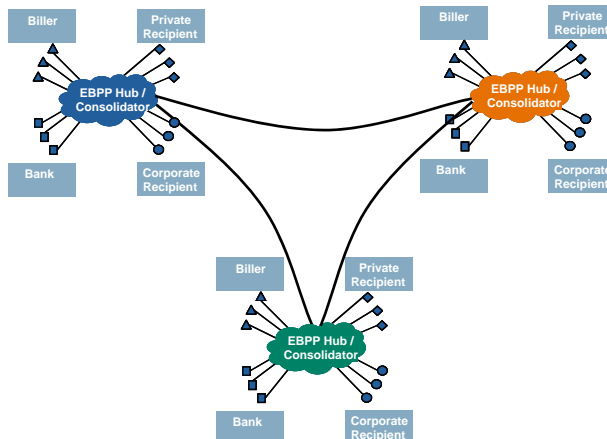 Biller
Private
Recipient
EBPP Hub /
Consolidator
Bank
Corporate
Recipient
Biller
Private
Recipient
EBPP Hub /
Consolidator
Bank
Corporate
Recipient
Biller
Private
Recipient
EBPP Hub /
Consolidator
Bank
Corporate
Recipient